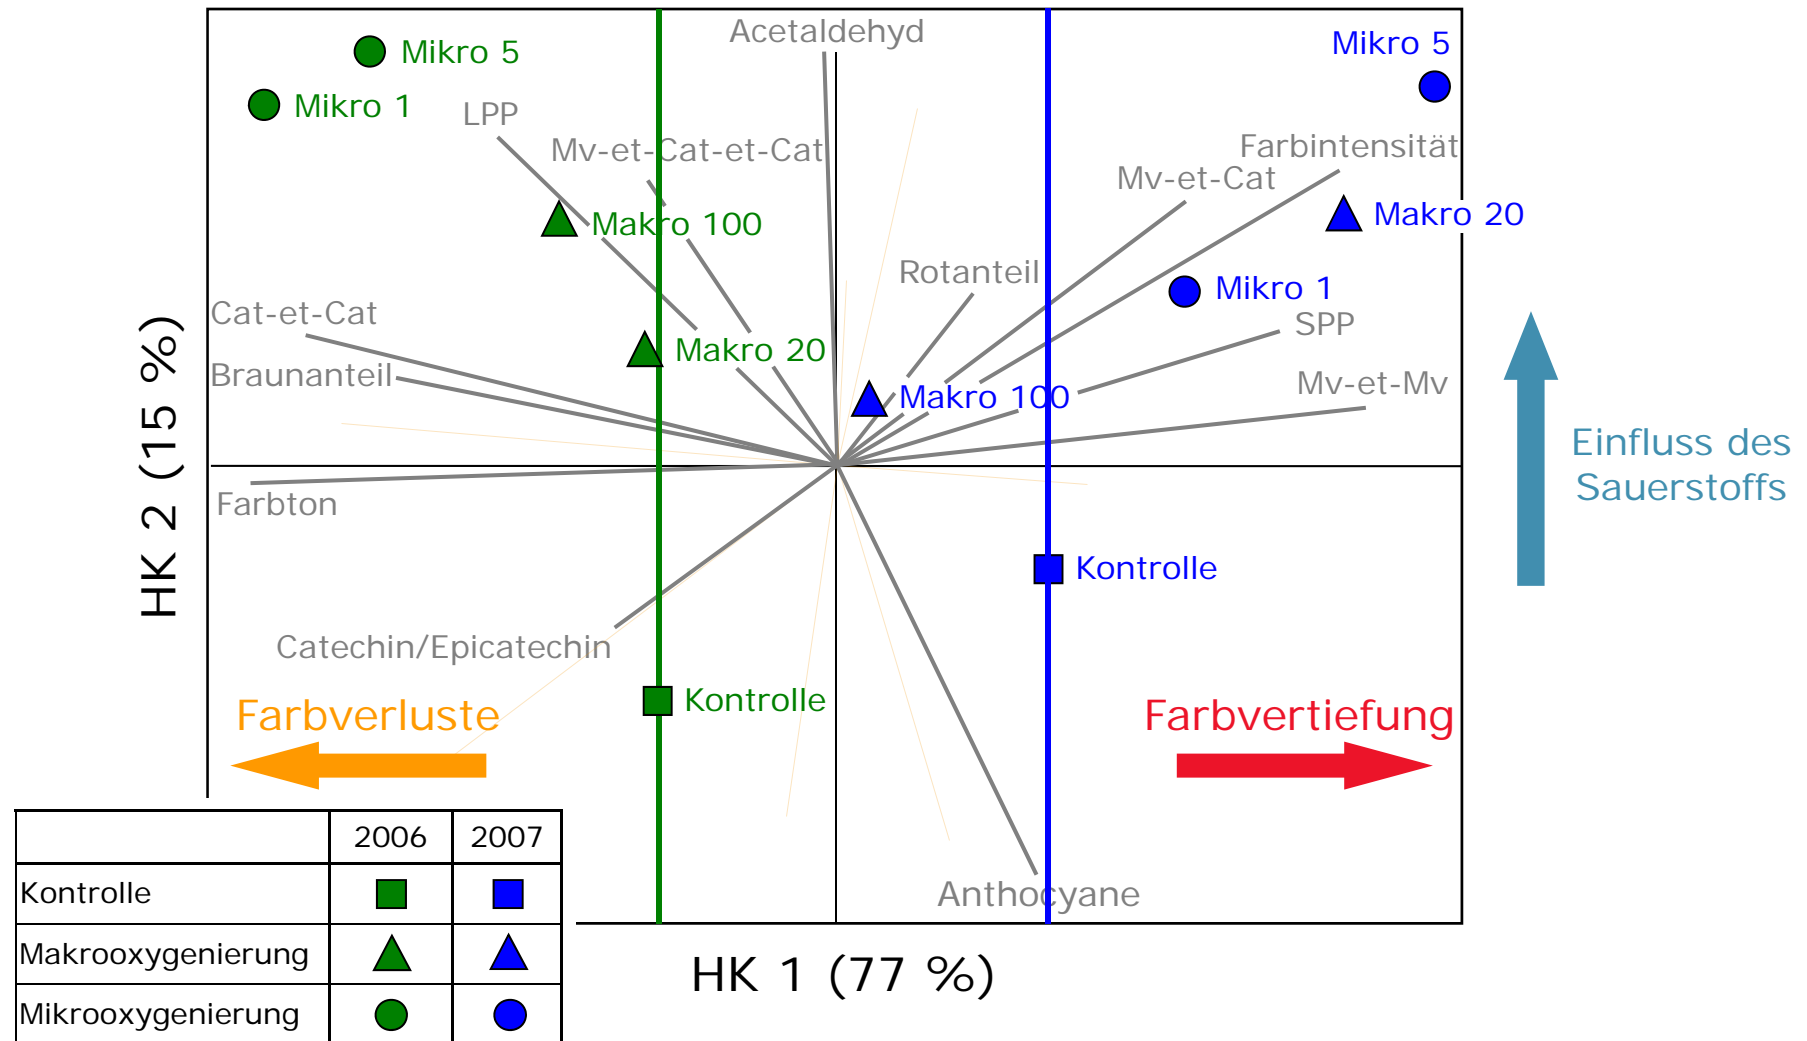 Acetaldehyd
Mikro 5
Mikro 5
Mikro 1
LPP
Mv-et-Cat-et-Cat
Farbintensität
Mv-et-Cat
Makro 100
Makro 20
Rotanteil
Mikro 1
Cat-et-Cat
SPP
Makro 20
Braunanteil
Makro 100
Mv-et-Mv
HK 2 (15 %)
Einfluss des
Sauerstoffs
Farbton
Kontrolle
Catechin/Epicatechin
Kontrolle
Farbverluste
Farbvertiefung
Anthocyane
HK 1 (77 %)
2006 2007
Kontrolle
Makrooxygenierung
Mikrooxygenierung